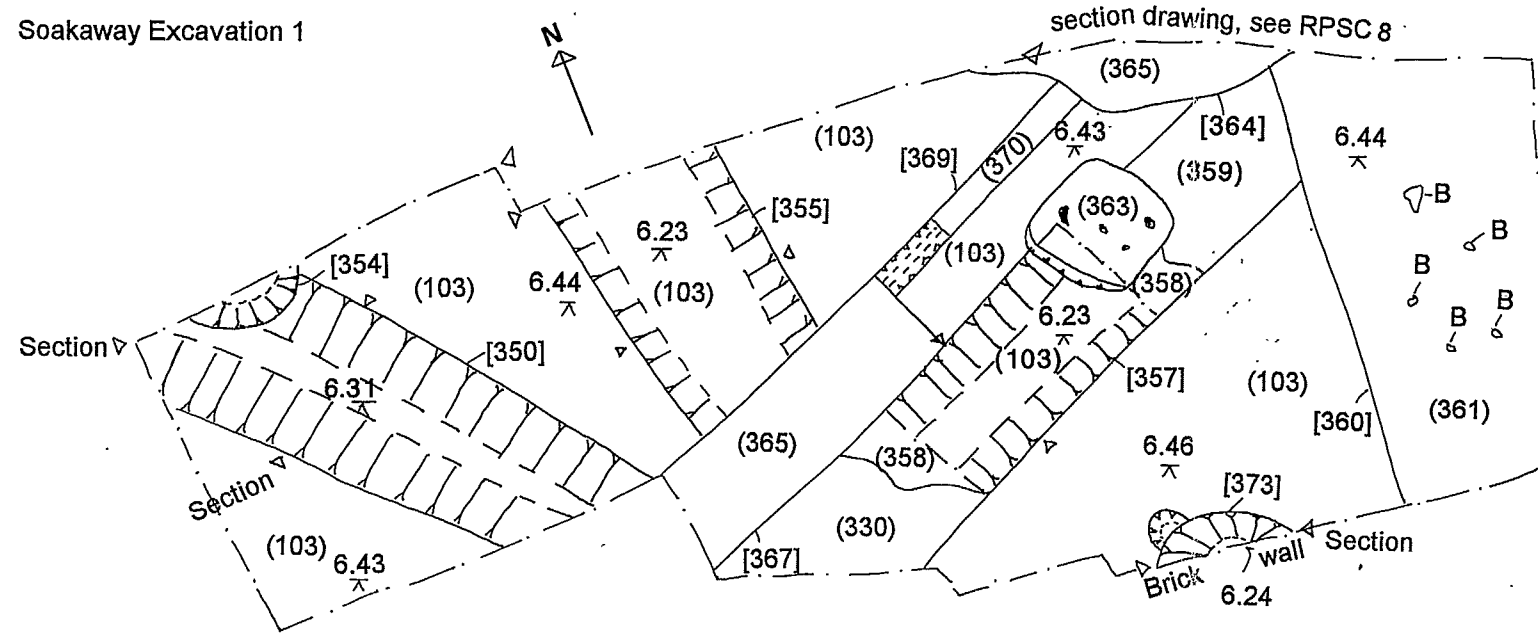 Soakaway Excavation 1
N
section drawing, see RPSC 8
(365)
(103)
[369]
(370)
6.43
[364]
6.44
(359)
B
(363)
[355]
6.23
(103)
B
[354]
(103)
6.44
(103)
(358)
B
6.23
B
B
Section
[350]
(103)
[357]
(103)
6.31
[360]
(361)
(365)
(358)
6.46
Section
[373]
(330)
(103)
6.43
[367]
Brick wall
Section
6.24